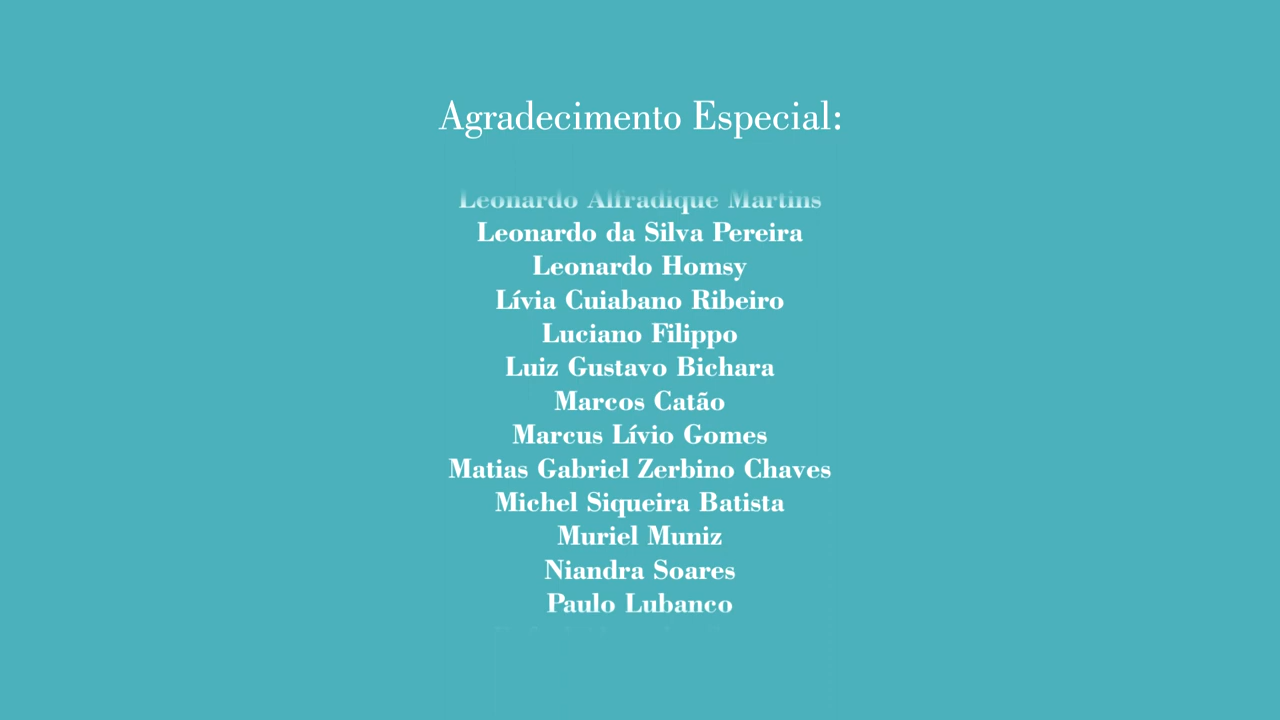 Agradecimento Especial:
Leonardo Alfradique Martins
Leonardo da Silva Pereira
Leonardo Homsy
Lívia Cuiabano Ribeiro
Luciano Filippo
Luiz Gustavo Bichara
Marcos Catão
Marcus Lívio Gomes
Matias Gabriel Zerbino Chaves
Michel Siqueira Batista
Muriel Muniz
Niandra Soares
Paulo Lubanco